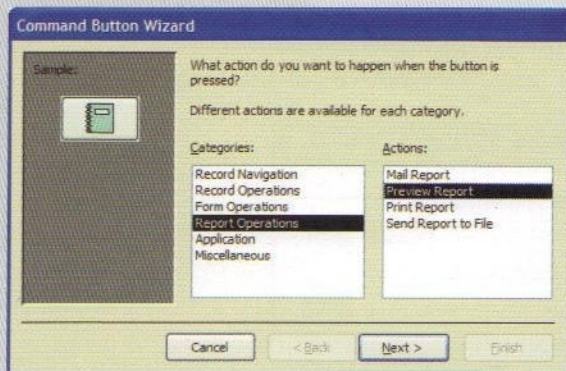 Command Button Wizard
Sample:
What action do you want to happen when the button is
pressed?
Different actions are available for each category.
Categories:
Record Navigation
Record Operations
Form Operations
Report Operations
Application
Miscellaneous
Actions:
Mail Report
Preview Report
Print Report
Send Report to File
Cancel
< Back
Next >
Finish